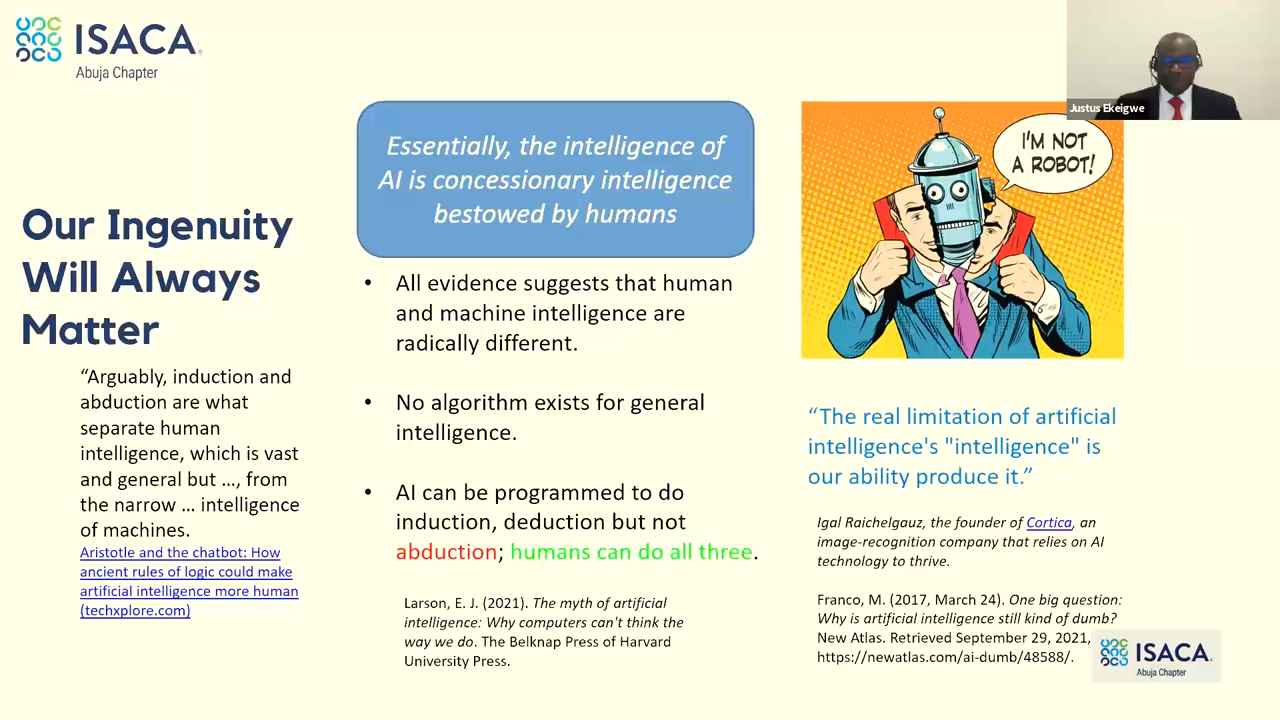 ISACA®
Abuja Chapter
Justus Ekeigwe
Our Ingenuity
Will Always
Matter
“Arguably, induction and
abduction are what
separate human
intelligence, which is vast
and general but …, from
the narrow … intelligence
of machines.
Aristotle and the chatbot: How
ancient rules of logic could make
artificial intelligence more human
(techxplore.com)
Essentially, the intelligence of
AI is concessionary intelligence
bestowed by humans
• All evidence suggests that human
and machine intelligence are
radically different.
• No algorithm exists for general
intelligence.
• AI can be programmed to do
induction, deduction but not
abduction; humans can do all three.
Larson, E. J. (2021). The myth of artificial
intelligence: Why computers can't think the
way we do. The Belknap Press of Harvard
University Press.
I'M NOT
A ROBOT!
“The real limitation of artificial
intelligence's "intelligence" is
our ability produce it.”
Igal Raichelgauz, the founder of Cortica, an
image-recognition company that relies on AI
technology to thrive.
Franco, M. (2017, March 24). One big question:
Why is artificial intelligence still kind of dumb?
New Atlas. Retrieved September 29, 2021,
https://newatlas.com/ai-dumb/48588/.
ISACA
Abuja Chapter